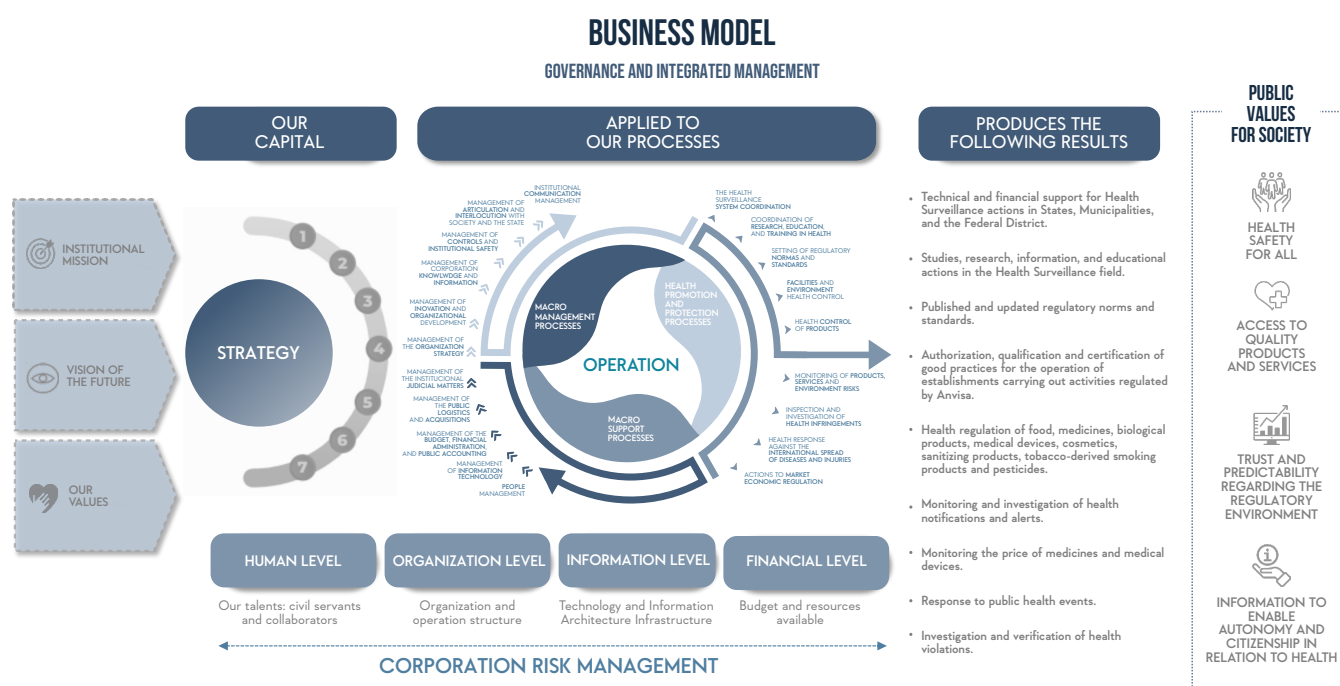 BUSINESS MODEL
GOVERNANCE AND INTEGRATED MANAGEMENT
OUR
CAPITAL
APPLIED TO
OUR PROCESSES
PRODUCES THE
FOLLOWING RESULTS
PUBLIC
VALUES
FOR SOCIETY
INSTITUTIONAL
MISSION
VISION OF
THE FUTURE
OUR
VALUES
STRATEGY
1
2
3
4
5
6
7
INSTITUTIONAL
COMMUNICATION
MANAGEMENT
MANAGEMENT OF
ARTICULATION AND
INTERLOCUTION WITH
SOCIETY AND THE STATE
MANAGEMENT OF
CONTROLS AND
INSTITUTIONAL SAFETY
MANAGEMENT OF
CORPORATION
KNOWLWDGE AND
INFORMATION
MANAGEMENT OF
INOVATION AND
ORGANIZATIONAL
DEVELOPMENT
MANAGEMENT OF
THE ORGANIZATION
STRATEGY
MANAGEMENT OF
THE INSTITUCIONAL
JUDICIAL MATTERS
MANAGEMENT OF
THE PUBLIC
LOGISTICS
AND ACQUISITIONS
MANAGEMENT OF THE
BUDGET, FINANCIAL
ADMINISTRATION,
AND PUBLIC ACCOUNTING
MANAGEMENT
OF INFORMATION
TECHNOLOGY
PEOPLE
MANAGEMENT
MACRO
MANAGEMENT
PROCESSES
HEALTH
PROMOTION
AND
PROTECTION
PROCESSES
OPERATION
MACRO
SUPPORT
PROCESSES
THE HEALTH
SURVEILLANCE
SYSTEM COORDINATION
COORDINATION OF
RESEARCH, EDUCATION,
AND TRAINING IN HEALTH
SETTING OF REGULATORY
NORMAS AND
STANDARDS
FACILITIES AND
ENVIRONMENT
HEALTH CONTROL
HEALTH CONTROL
OF PRODUCTS
MONITORING OF PRODUCTS,
SERVICES AND
ENVIRONMENT RISKS
INSPECTION AND
INVESTIGATION OF
HEALTH INFRINGEMENTS
HEALTH RESPONSE
AGAINST THE
INTERNATIONAL SPREAD
OF DISEASES AND INJURIES
ACTIONS TO MARKET
ECONOMIC REGULATION
• Technical and financial support for Health
Surveillance actions in States, Municipalities,
and the Federal District.
• Studies, research, information, and educational
actions in the Health Surveillance field.
• Published and updated regulatory norms and
standards.
• Authorization, qualification and certification of
good practices for the operation of
establishments carrying out activities regulated
by Anvisa.
• Health regulation of food, medicines, biological
products, medical devices, cosmetics,
sanitizing products, tobacco-derived smoking
products and pesticides.
• Monitoring and investigation of health
notifications and alerts.
• Monitoring the price of medicines and medical
devices.
• Response to public health events.
• Investigation and verification of health
violations.
HEALTH
SAFETY
FOR ALL
ACCESS TO
QUALITY
PRODUCTS
AND SERVICES
TRUST AND
PREDICTABILITY
REGARDING THE
REGULATORY
ENVIRONMENT
INFORMATION TO
ENABLE
AUTONOMY AND
CITIZENSHIP IN
RELATION TO HEALTH
HUMAN LEVEL
Our talents: civil servants
and collaborators
ORGANIZATION LEVEL
Organization and
operation structure
INFORMATION LEVEL
Technology and Information
Architecture Infrastructure
FINANCIAL LEVEL
Budget and resources
available
CORPORATION RISK MANAGEMENT